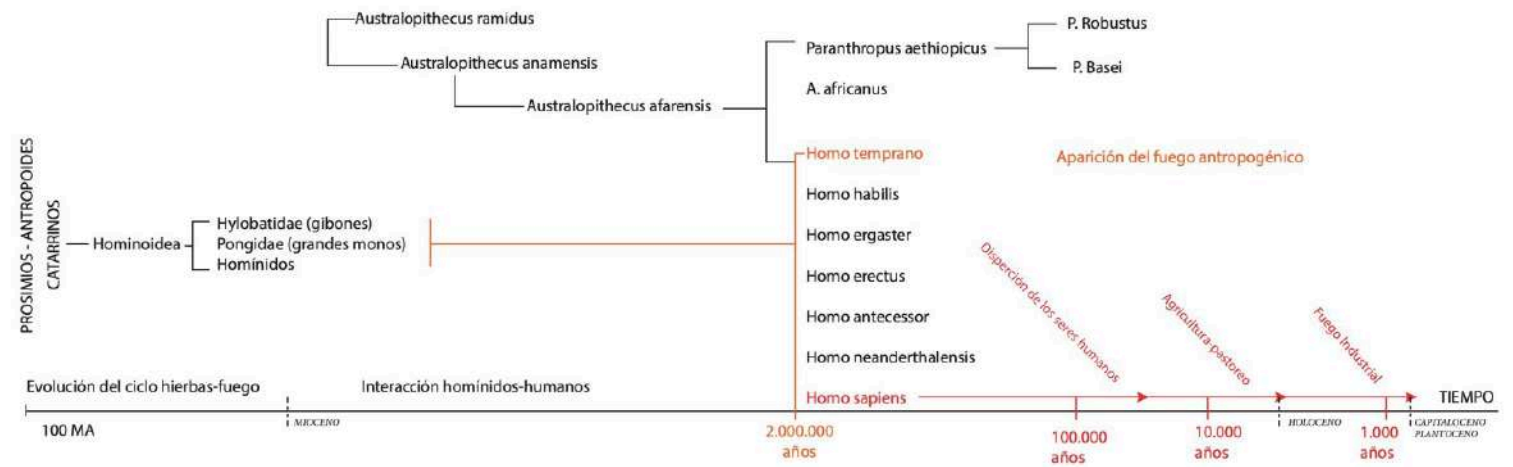 Australopithecus ramidus
Australopithecus anamensis
Australopithecus afarensis
Paranthropus aethiopicus
P. Robustus
P. Basei
A. africanus
Homo temprano
Aparición del fuego antropogénico
Homo habilis
Homo ergaster
Homo erectus
Homo antecessor
Homo neanderthalensis
Homo sapiens
PROSIMIOS - ANTROPOIDES
CATARRINOS
Hominoidea
Hylobatidae (gibones)
Pongidae (grandes monos)
Homínidos
Disperción de los seres humanos
Agricultura-pastoreo
Fuego Industrial
Evolución del ciclo hierbas-fuego
Interacción homínidos-humanos
TIEMPO
100 MA
MIOCENO
2.000.000
años
100.000
años
10.000
años
HOLOCENO
1.000
años
CAPITALOCENO
PLANTOCENO